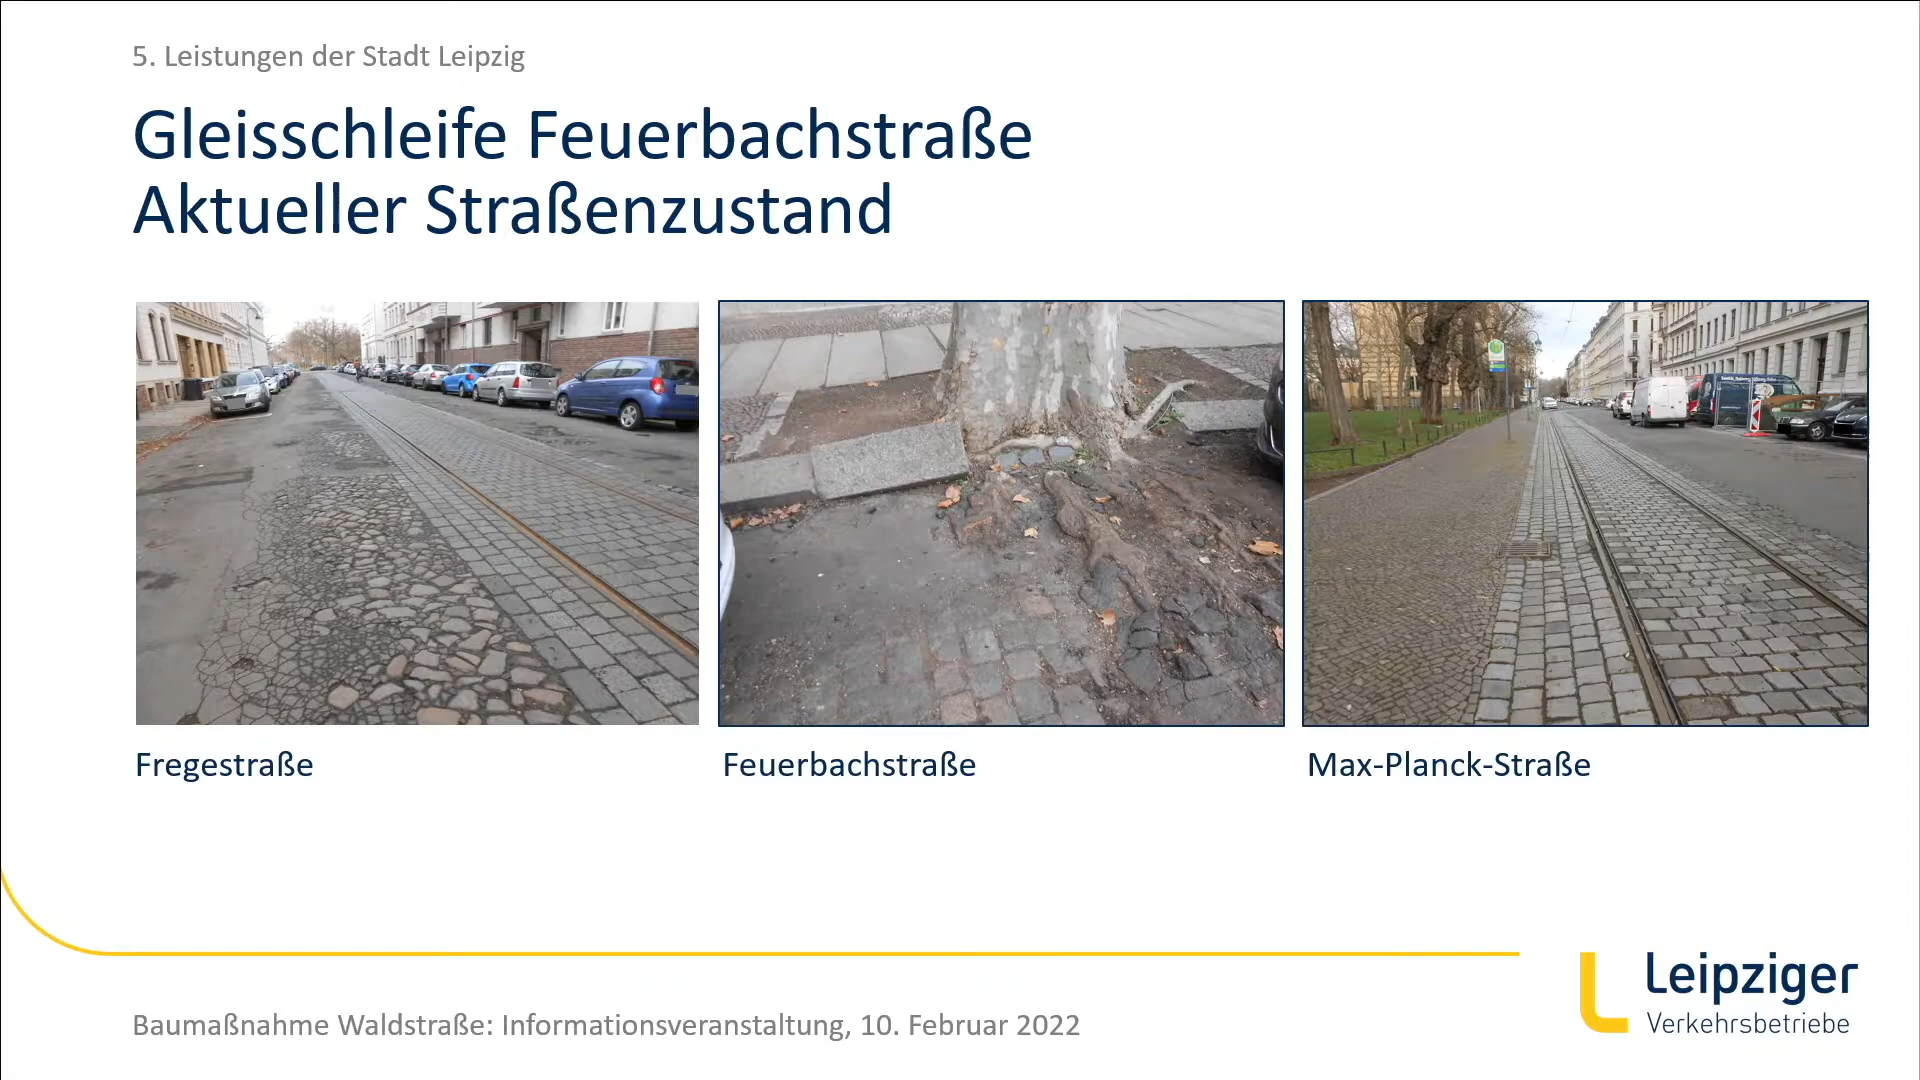 5. Leistungen der Stadt Leipzig
Gleisschleife Feuerbachstraße
Aktueller Straßenzustand
Fregestraße
Feuerbachstraße
Max-Planck-Straße
Baumaßnahme Waldstraße: Informationsveranstaltung, 10. Februar 2022
Leipziger
Verkehrsbetriebe